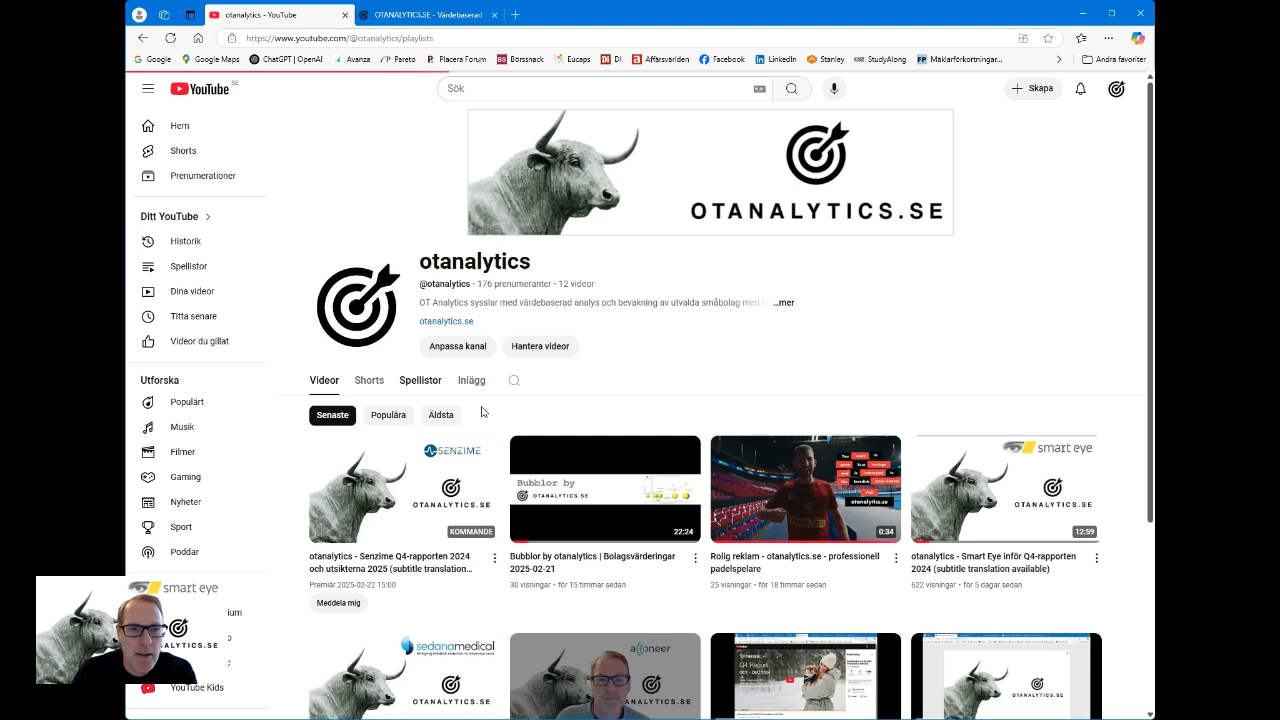 otanalytics - YouTube
OTANALYTICS.SE - Värdebaserad
https://www.youtube.com/@otanalytics/playlists
Google
Google Maps
ChatGPT | OpenAI
Avanza
Pareto
Placera Forum
BS
Börssnack
Eucaps
DI
DI
Affärsvärlden
Facebook
LinkedIn
Stanley
StudyAlong
FP
Mäklarförkortningar...
Andra favoriter
YouTube SE
Sök
Skapa
Hem
Shorts
Prenumerationer
Ditt YouTube
Historik
Spellistor
Dina videor
Titta senare
Videor du gillat
Utforska
Populärt
Musik
Filmer
Gaming
Nyheter
Sport
Poddar
YouTube Kids
OTANALYTICS.SE
otanalytics
@otanalytics · 176 prenumeranter · 12 videor
OT Analytics sysslar med värdebaserad analys och bevakning av utvalda småbolag med ...mer
otanalytics.se
Anpassa kanal
Hantera videor
Videor
Shorts
Spellistor
Inlägg
Senaste
Populära
Äldsta
SENZIME
OTANALYTICS.SE
KOMMANDE
Bubblor by
OTANALYTICS.SE
22:24
otanalytics.se
0:34
smart eye
OTANALYTICS.SE
12:59
otanalytics - Senzime Q4-rapporten 2024
och utsikterna 2025 (subtitle translation...
Premiär 2025-02-22 15:00
Meddela mig
Bubblor by otanalytics | Bolagsvärderingar
2025-02-21
30 visningar · för 15 timmar sedan
Rolig reklam - otanalytics.se - professionell
padelspelare
25 visningar · för 18 timmar sedan
otanalytics - Smart Eye inför Q4-rapporten
2024 (subtitle translation available)
622 visningar · för 5 dagar sedan
smart eye
ium
sedanamedical
OTANALYTICS.SE
acconeer
Q4 Report
OTANALYTICS.SE